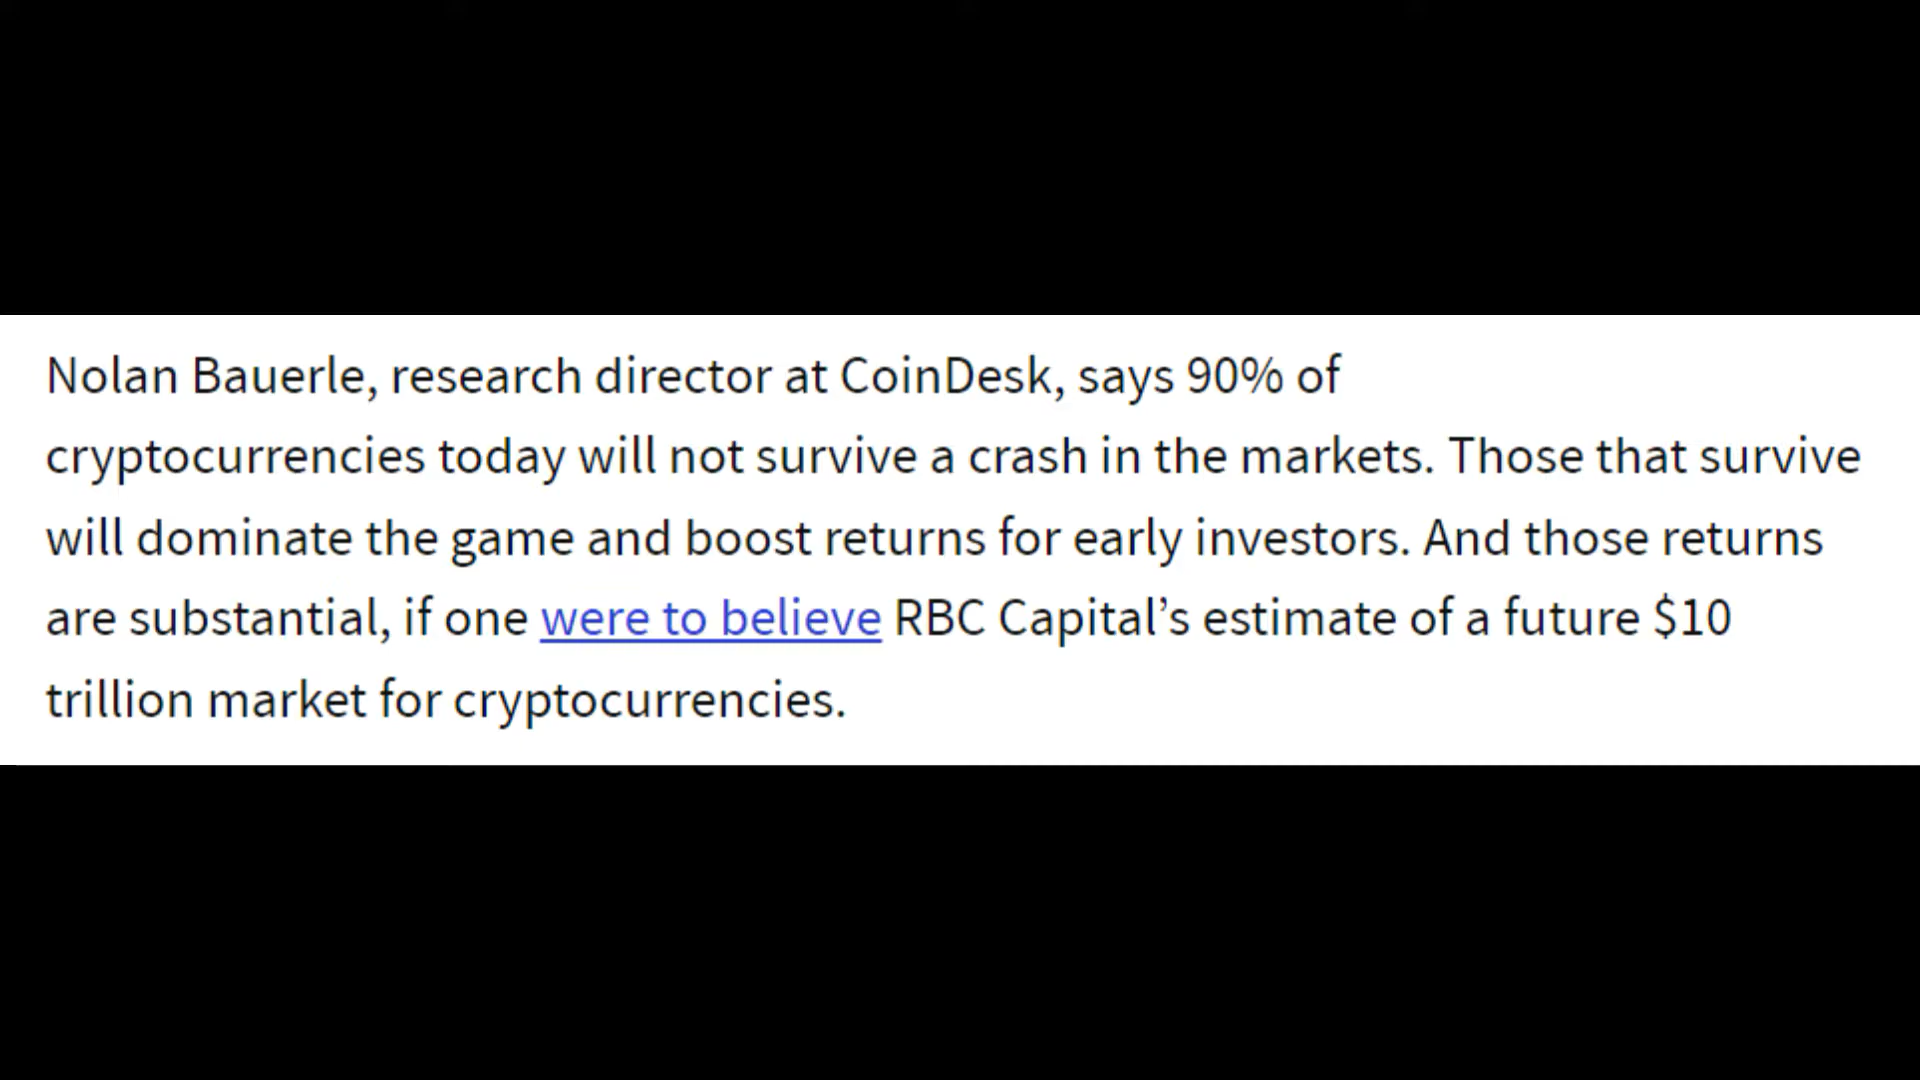 Nolan Bauerle, research director at CoinDesk, says 90% of
cryptocurrencies today will not survive a crash in the markets. Those that survive
will dominate the game and boost returns for early investors. And those returns
are substantial, if one were to believe RBC Capital’s estimate of a future $10
trillion market for cryptocurrencies.